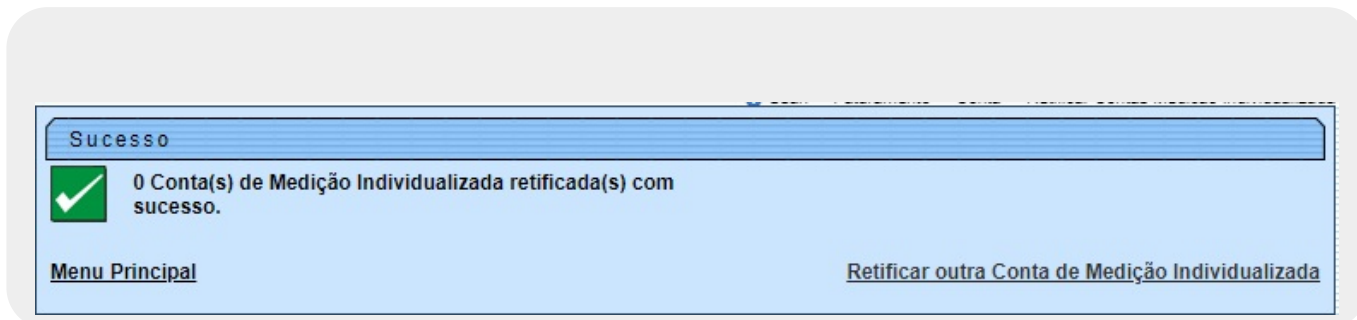 Sucesso
0 Conta(s) de Medição Individualizada retificada(s) com
sucesso.
Menu Principal
Retificar outra Conta de Medição Individualizada